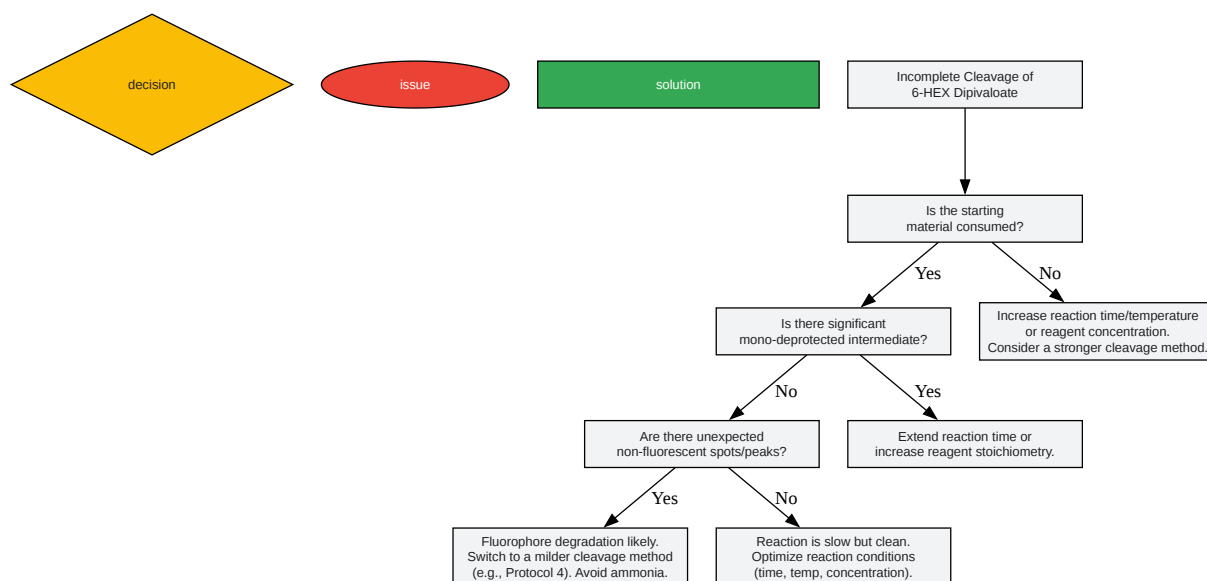 decision
issue
solution
Incomplete Cleavage of
6-HEX Dipivaloate
Is the starting
material consumed?
Yes
No
Is there significant
mono-deprotected intermediate?
Increase reaction time/temperature
or reagent concentration.
Consider a stronger cleavage method.
No
Yes
Are there unexpected
non-fluorescent spots/peaks?
Extend reaction time or
increase reagent stoichiometry.
Yes
No
Fluorophore degradation likely.
Switch to a milder cleavage method
(e.g., Protocol 4). Avoid ammonia.
Reaction is slow but clean.
Optimize reaction conditions
(time, temp, concentration).